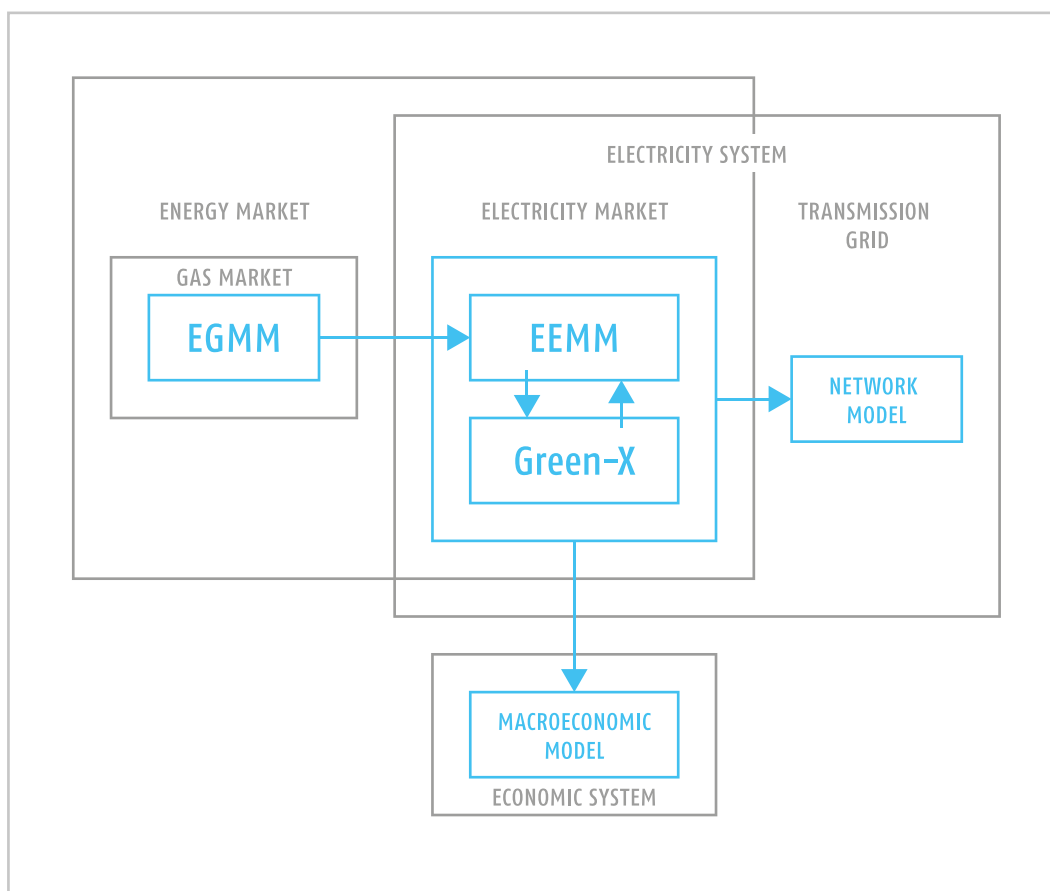 ELECTRICITY SYSTEM
ENERGY MARKET
ELECTRICITY MARKET
TRANSMISSION
GRID
GAS MARKET
EGMM
EEMM
Green-X
NETWORK
MODEL
MACROECONOMIC
MODEL
ECONOMIC SYSTEM